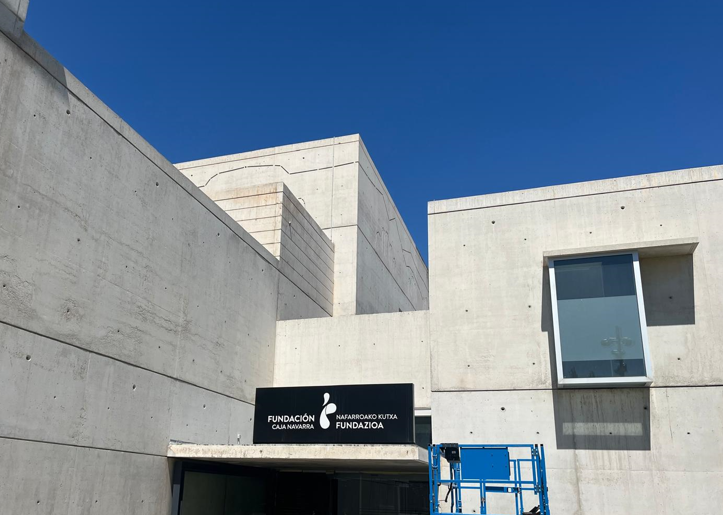 FUNDACIÓN
CAJA NAVARRA
NAFARROAKO KUTXA
FUNDAZIOA